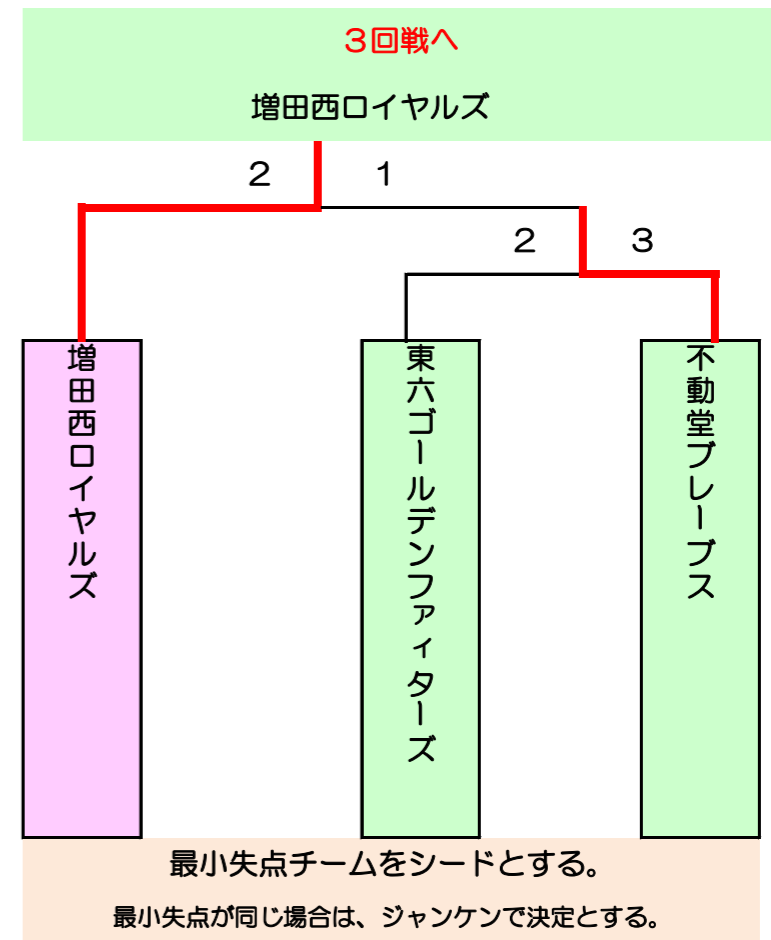 ３回戦へ
増田西ロイヤルズ
２
１
２
３
増田西ロイヤルズ
東六ゴールデンファイターズ
不動堂ブレーブス
最小失点チームをシードとする。
最小失点が同じ場合は、ジャンケンで決定とする。